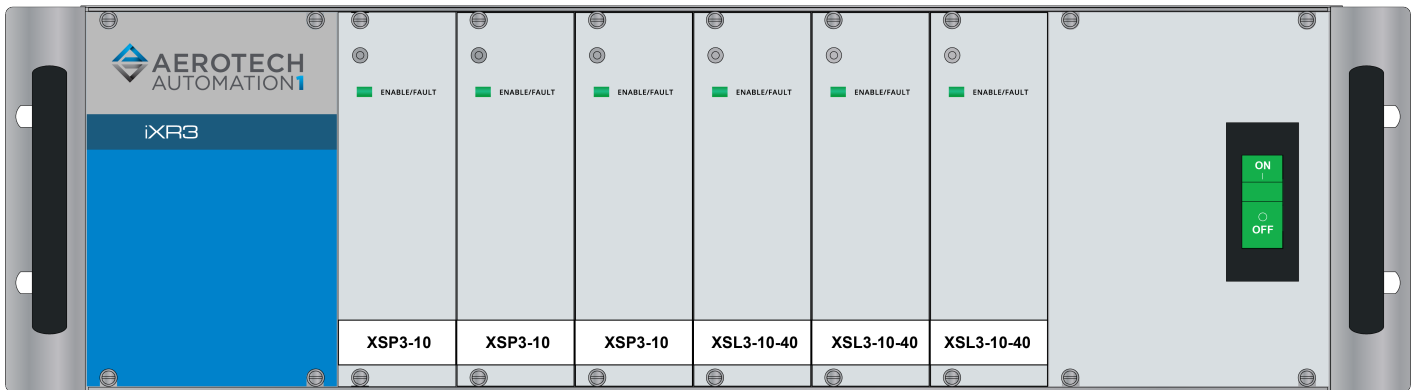 AEROTECH
AUTOMATION1
iXR3
ENABLE/FAULT
ENABLE/FAULT
ENABLE/FAULT
ENABLE/FAULT
ENABLE/FAULT
ENABLE/FAULT
ON
OFF
XSP3-10
XSP3-10
XSP3-10
XSL3-10-40
XSL3-10-40
XSL3-10-40